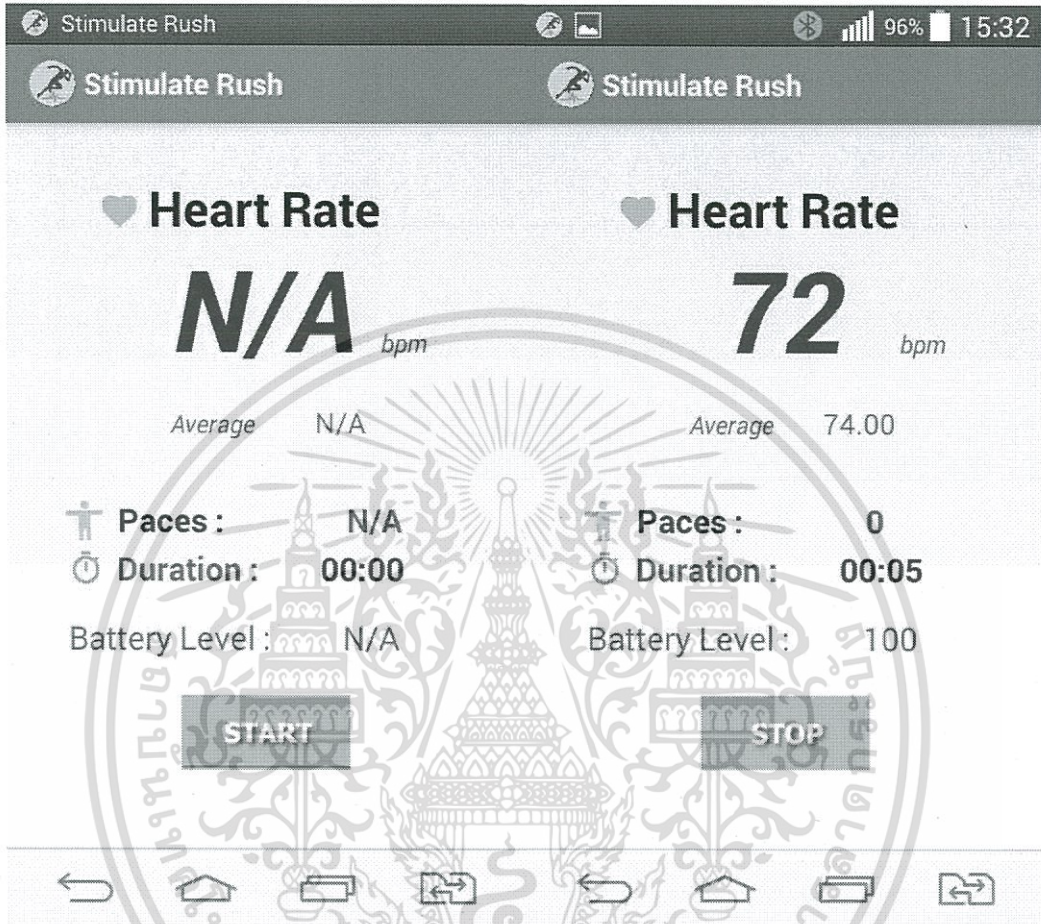 Stimulate Rush
Stimulate Rush
Heart Rate
N/A bpm
Average N/A
Paces : N/A
Duration : 00:00
Battery Level : N/A
START
96% 15:32
Stimulate Rush
Heart Rate
72 bpm
Average 74.00
Paces : 0
Duration : 00:05
Battery Level : 100
STOP